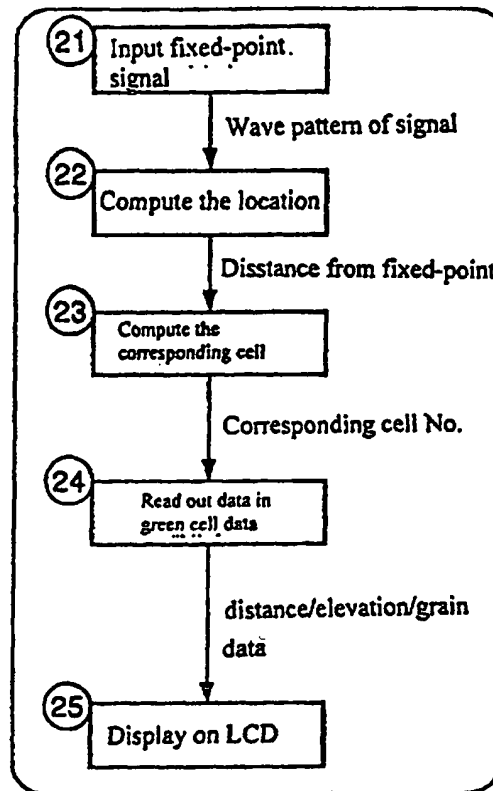 21
Input fixed-point.
signal
Wave pattern of signal
22
Compute the location
Disstance from fixed-point
23
Compute the
corresponding cell
Corresponding cell No.
24
Read out data in
green cell data
distance/elevation/grain
data
25
Display on LCD